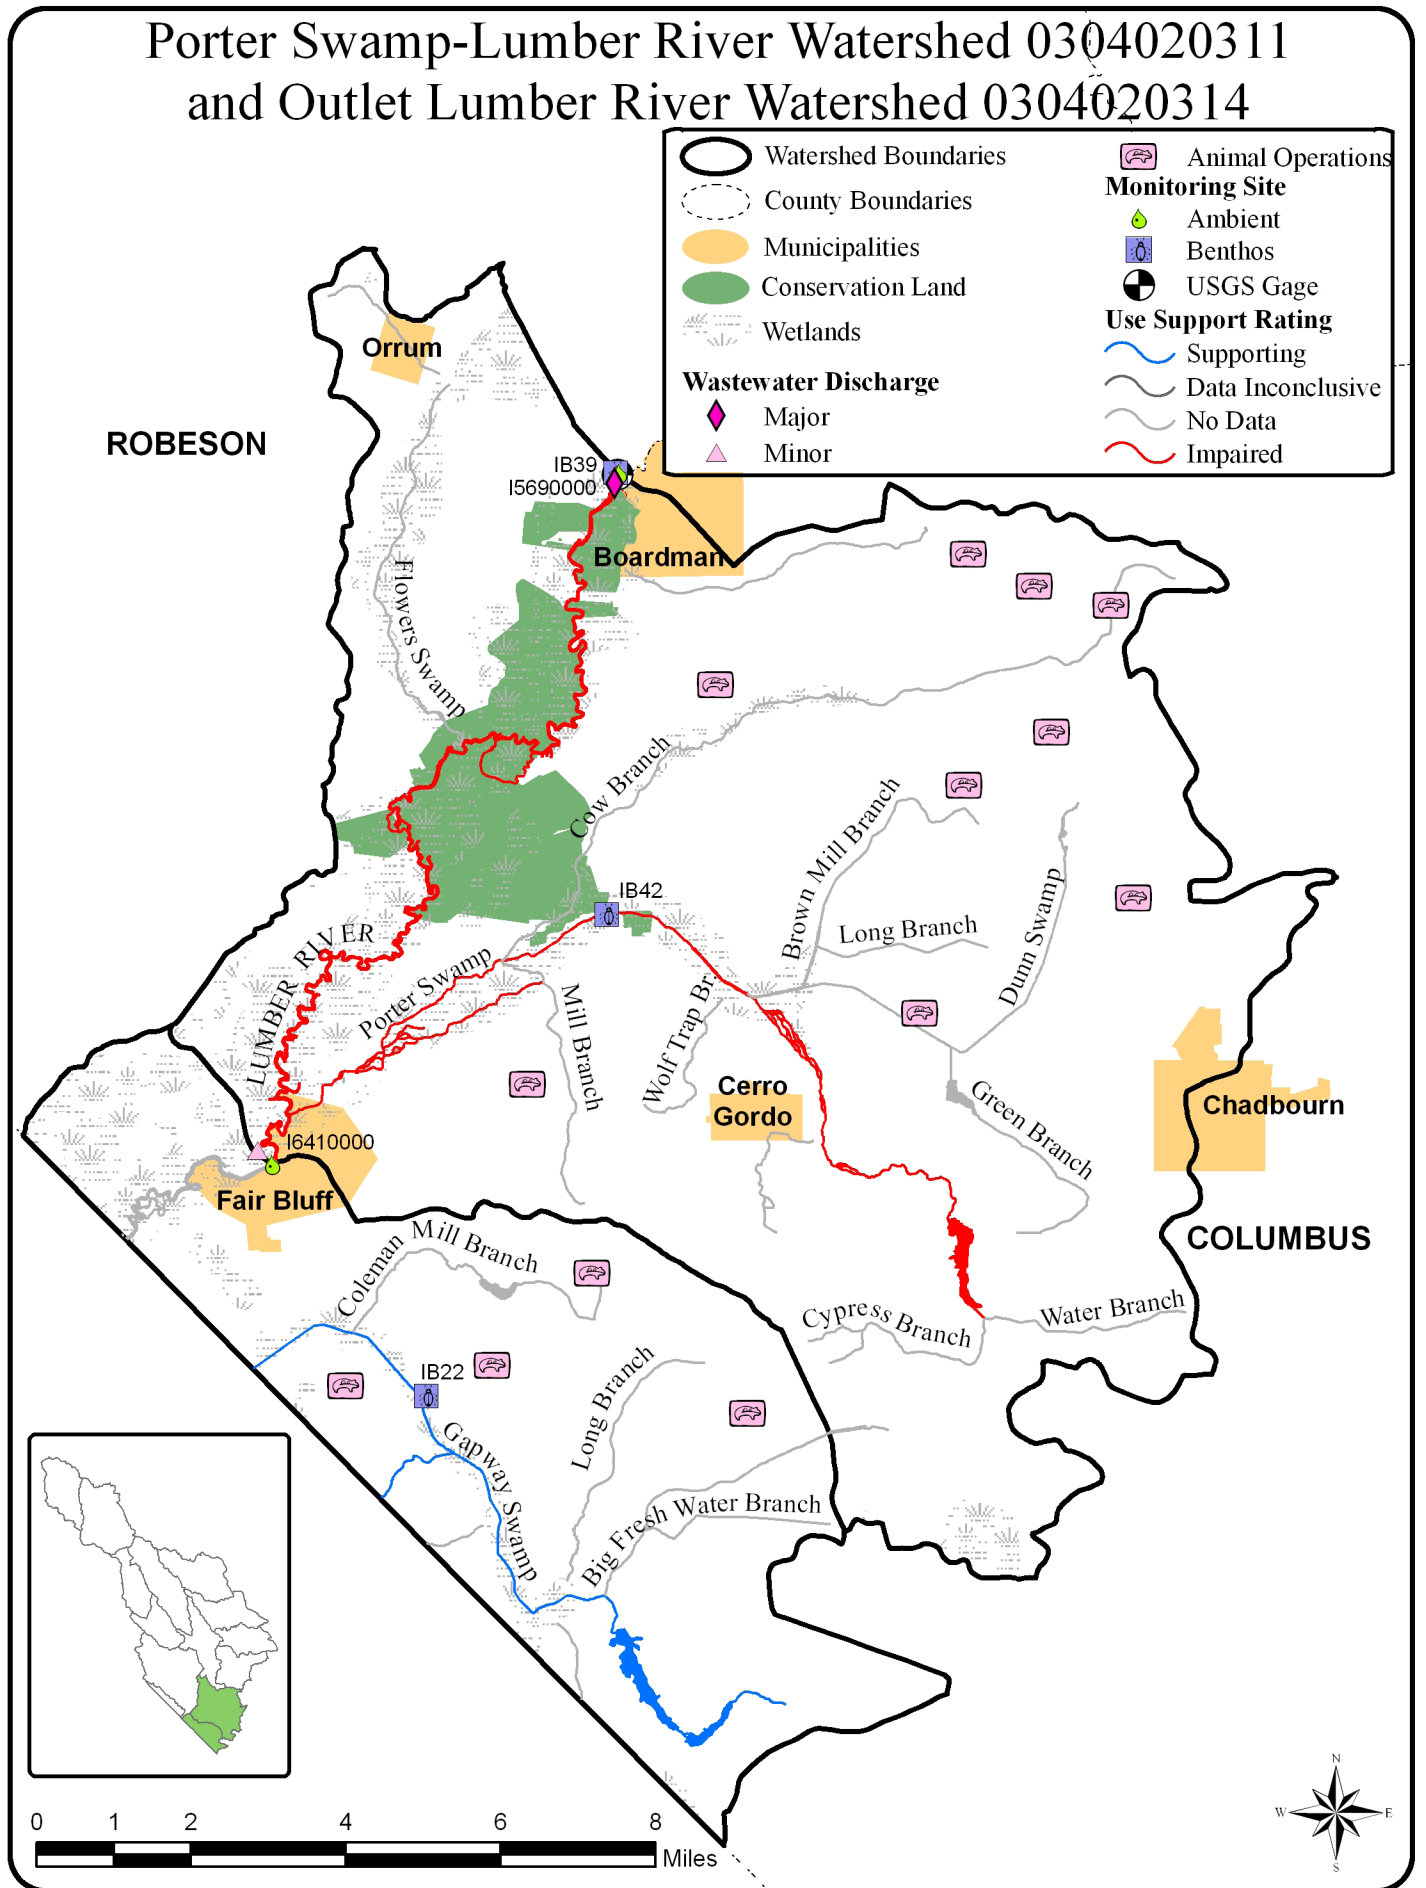 Porter Swamp-Lumber River Watershed 0304020311
and Outlet Lumber River Watershed 0304020314
Watershed Boundaries
County Boundaries
Municipalities
Conservation Land
Wetlands
Wastewater Discharge
Major
Minor
Animal Operations
Monitoring Site
Ambient
Benthos
USGS Gage
Use Support Rating
Supporting
Data Inconclusive
No Data
Impaired
Orrum
ROBESON
IB39
I5690000
Boardman
Flowers Swamp
Cow Branch
Brown Mill Branch
IB42
Long Branch
Dunn Swamp
LUMBER RIVER
Porter Swamp
Mill Branch
Wolf Trap Br.
Cerro
Gordo
Green Branch
Chadbourn
I6410000
Fair Bluff
COLUMBUS
Coleman Mill Branch
Cypress Branch
Water Branch
IB22
Gapway Swamp
Long Branch
Big Fresh Water Branch
N
W
E
S
0 1 2 4 6 8
Miles